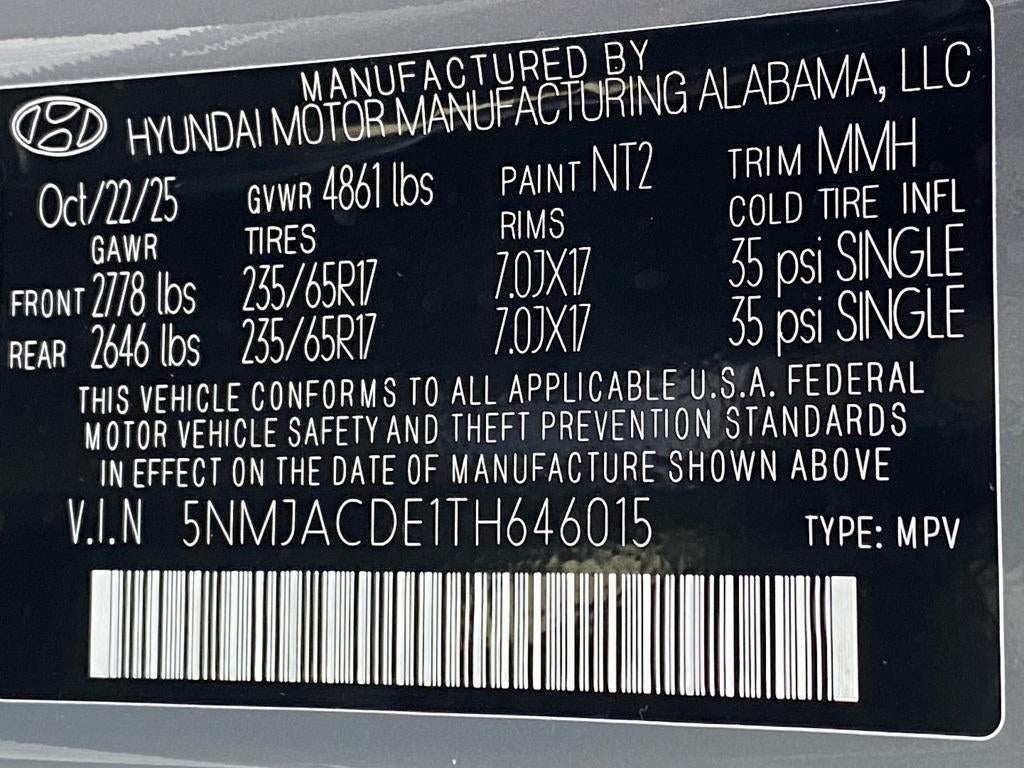 MANUFACTURED BY
HYUNDAI MOTOR MANUFACTURING ALABAMA, LLC
Oct/22/25 GVWR 4861 lbs PAINT NT2 TRIM MMH
GAWR TIRES RIMS COLD TIRE INFL
FRONT 2778 lbs 235/65R17 7.0JX17 35 psi SINGLE
REAR 2646 lbs 235/65R17 7.0JX17 35 psi SINGLE
THIS VEHICLE CONFORMS TO ALL APPLICABLE U.S.A. FEDERAL
MOTOR VEHICLE SAFETY AND THEFT PREVENTION STANDARDS
IN EFFECT ON THE DATE OF MANUFACTURE SHOWN ABOVE
V.I.N 5NMJACDE1TH646015 TYPE: MPV